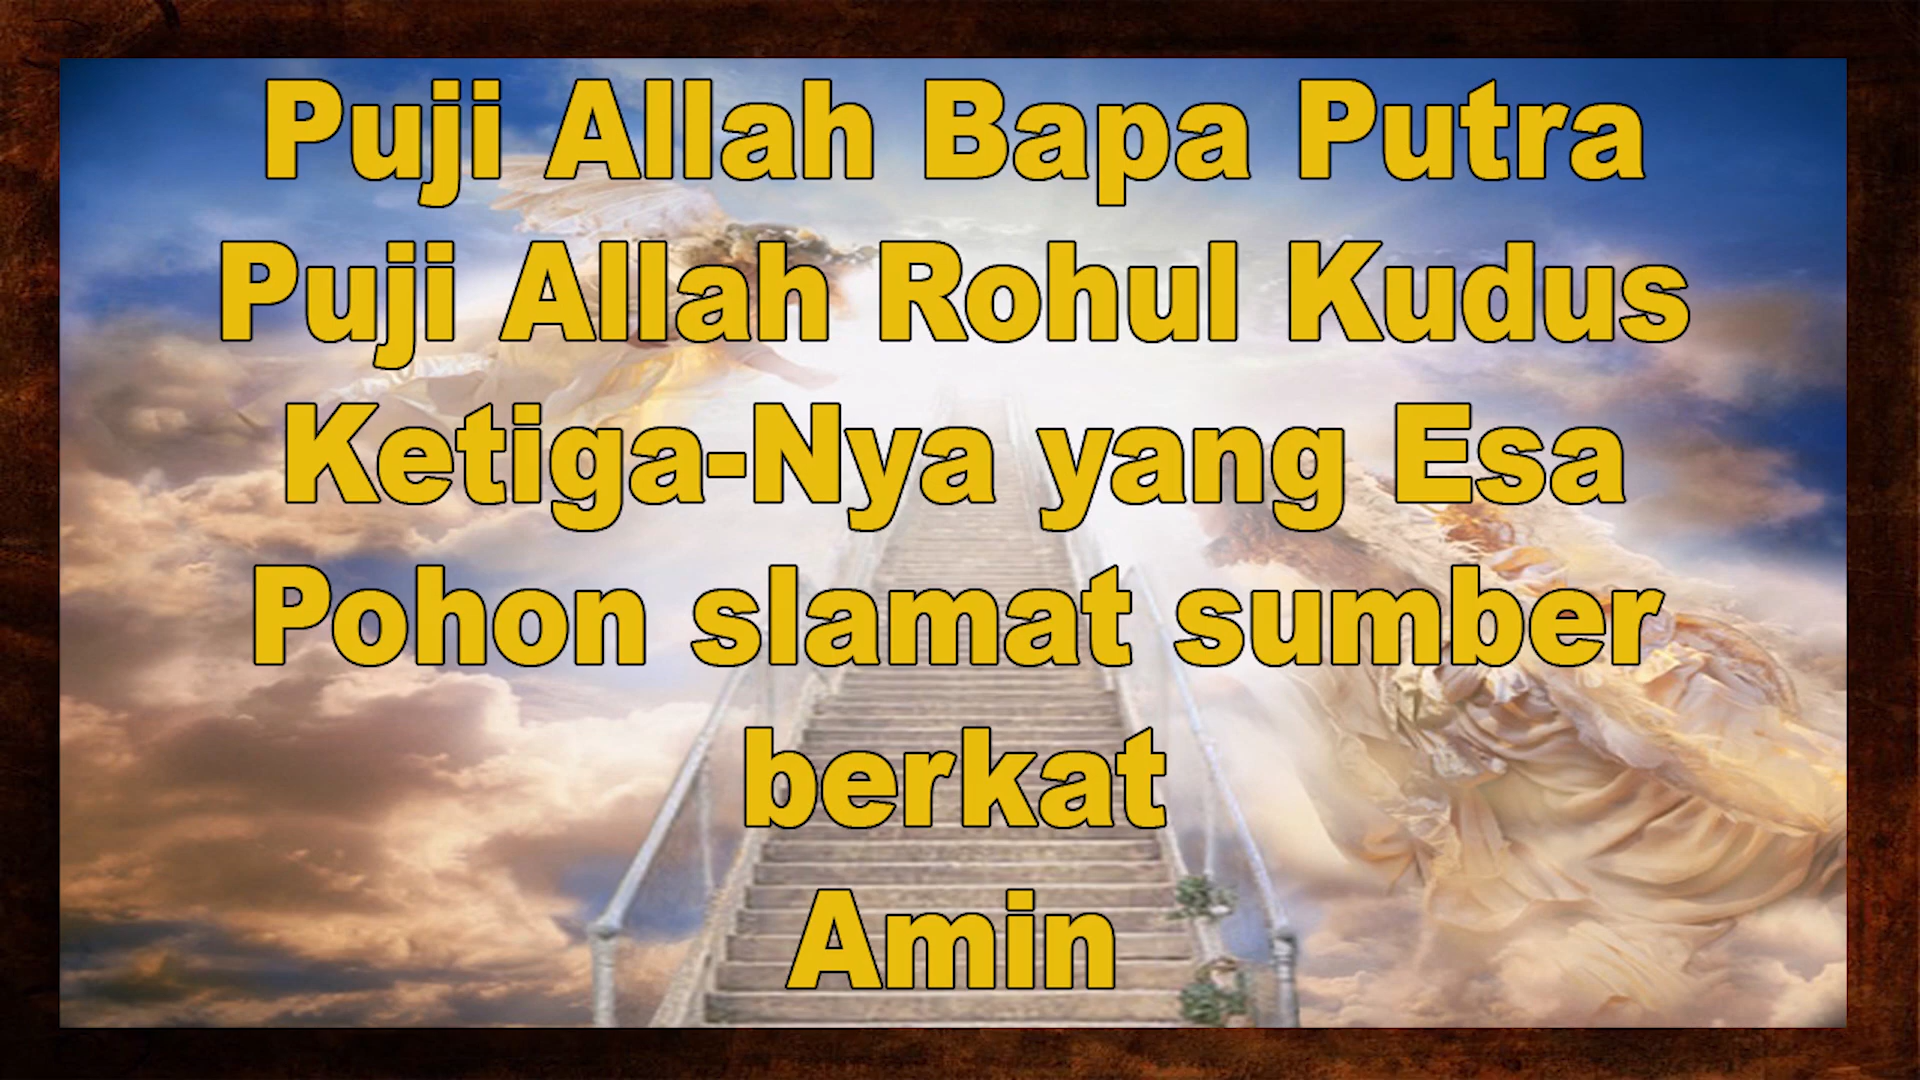 Puji Allah Bapa Putra
Puji Allah Rohul Kudus
Ketiga-Nya yang Esa
Pohon slamat sumber
berkat
Amin